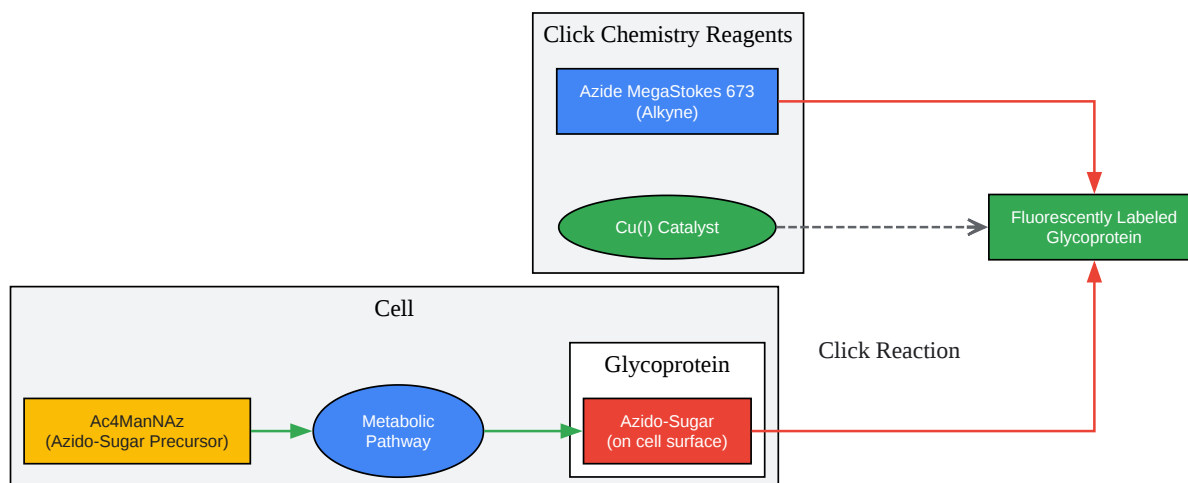 Click Chemistry Reagents
Azide MegaStokes 673
(Alkyne)
Cu(I) Catalyst
Fluorescently Labeled
Glycoprotein
Cell
Glycoprotein
Click Reaction
Ac4ManNAz
(Azido-Sugar Precursor)
Metabolic
Pathway
Azido-Sugar
(on cell surface)